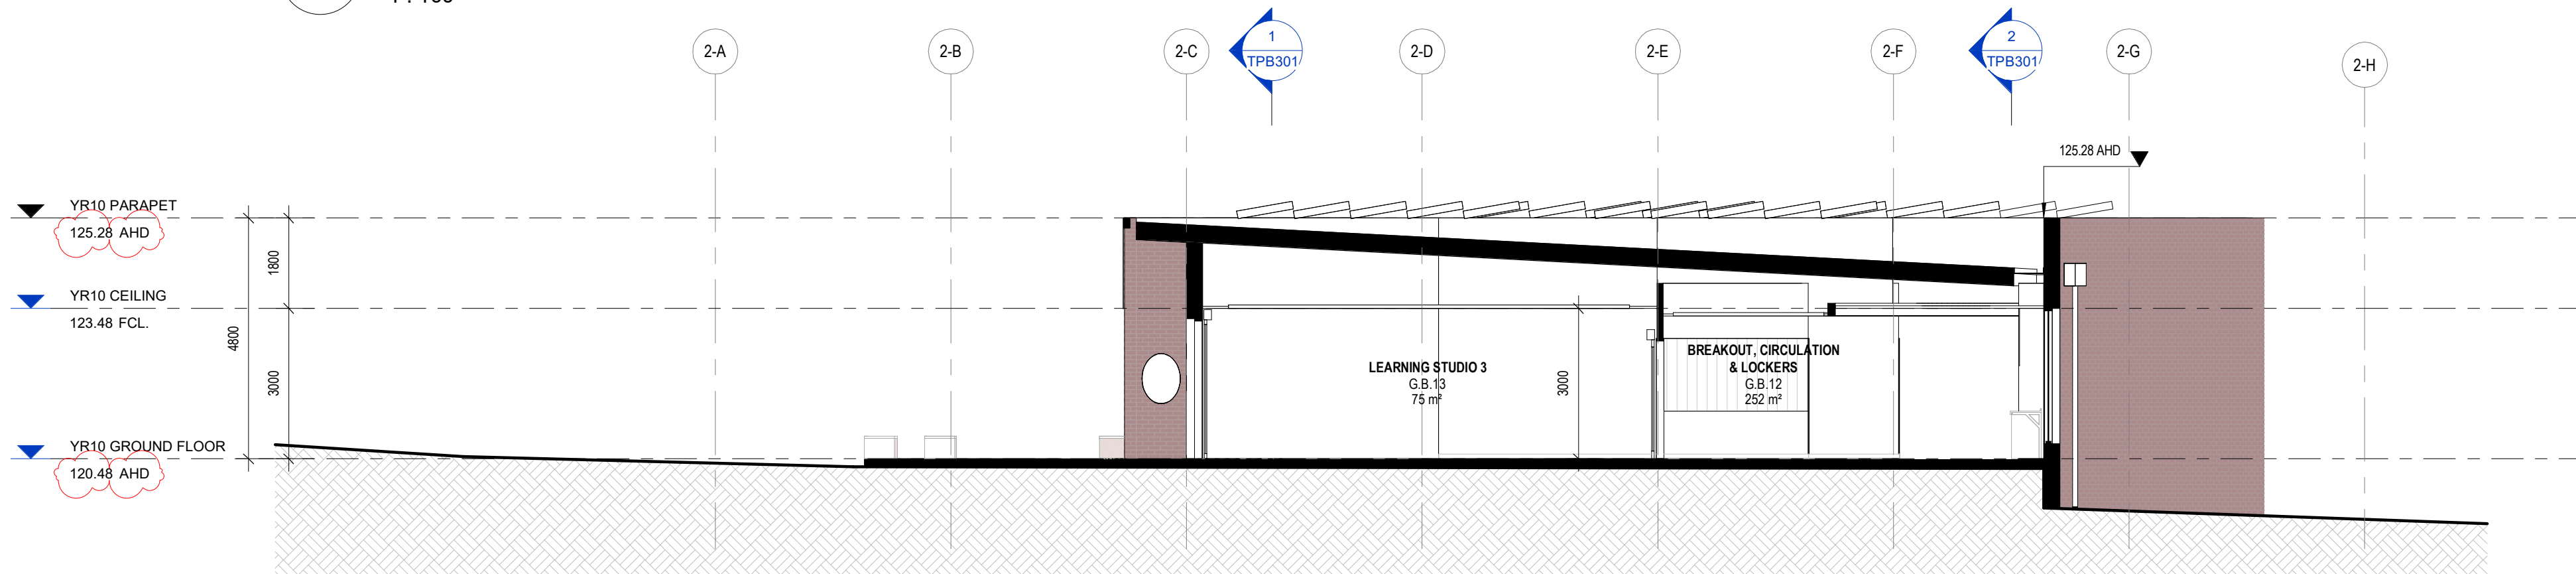 2-A
2-B
2-C
1
TPB301
2-D
2-E
2-F
2
TPB301
2-G
2-H
125.28 AHD
YR10 PARAPET
125.28 AHD
1800
YR10 CEILING
123.48 FCL.
4800
3000
LEARNING STUDIO 3
G.B.13
75 m²
3000
BREAKOUT, CIRCULATION
& LOCKERS
G.B.12
252 m²
YR10 GROUND FLOOR
120.48 AHD